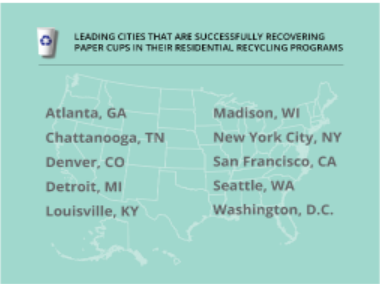 LEADING CITIES THAT ARE SUCCESSFULLY RECOVERING
PAPER CUPS IN THEIR RESIDENTIAL RECYCLING PROGRAMS
Atlanta, GA
Chattanooga, TN
Denver, CO
Detroit, MI
Louisville, KY
Madison, WI
New York City, NY
San Francisco, CA
Seattle, WA
Washington, D.C.